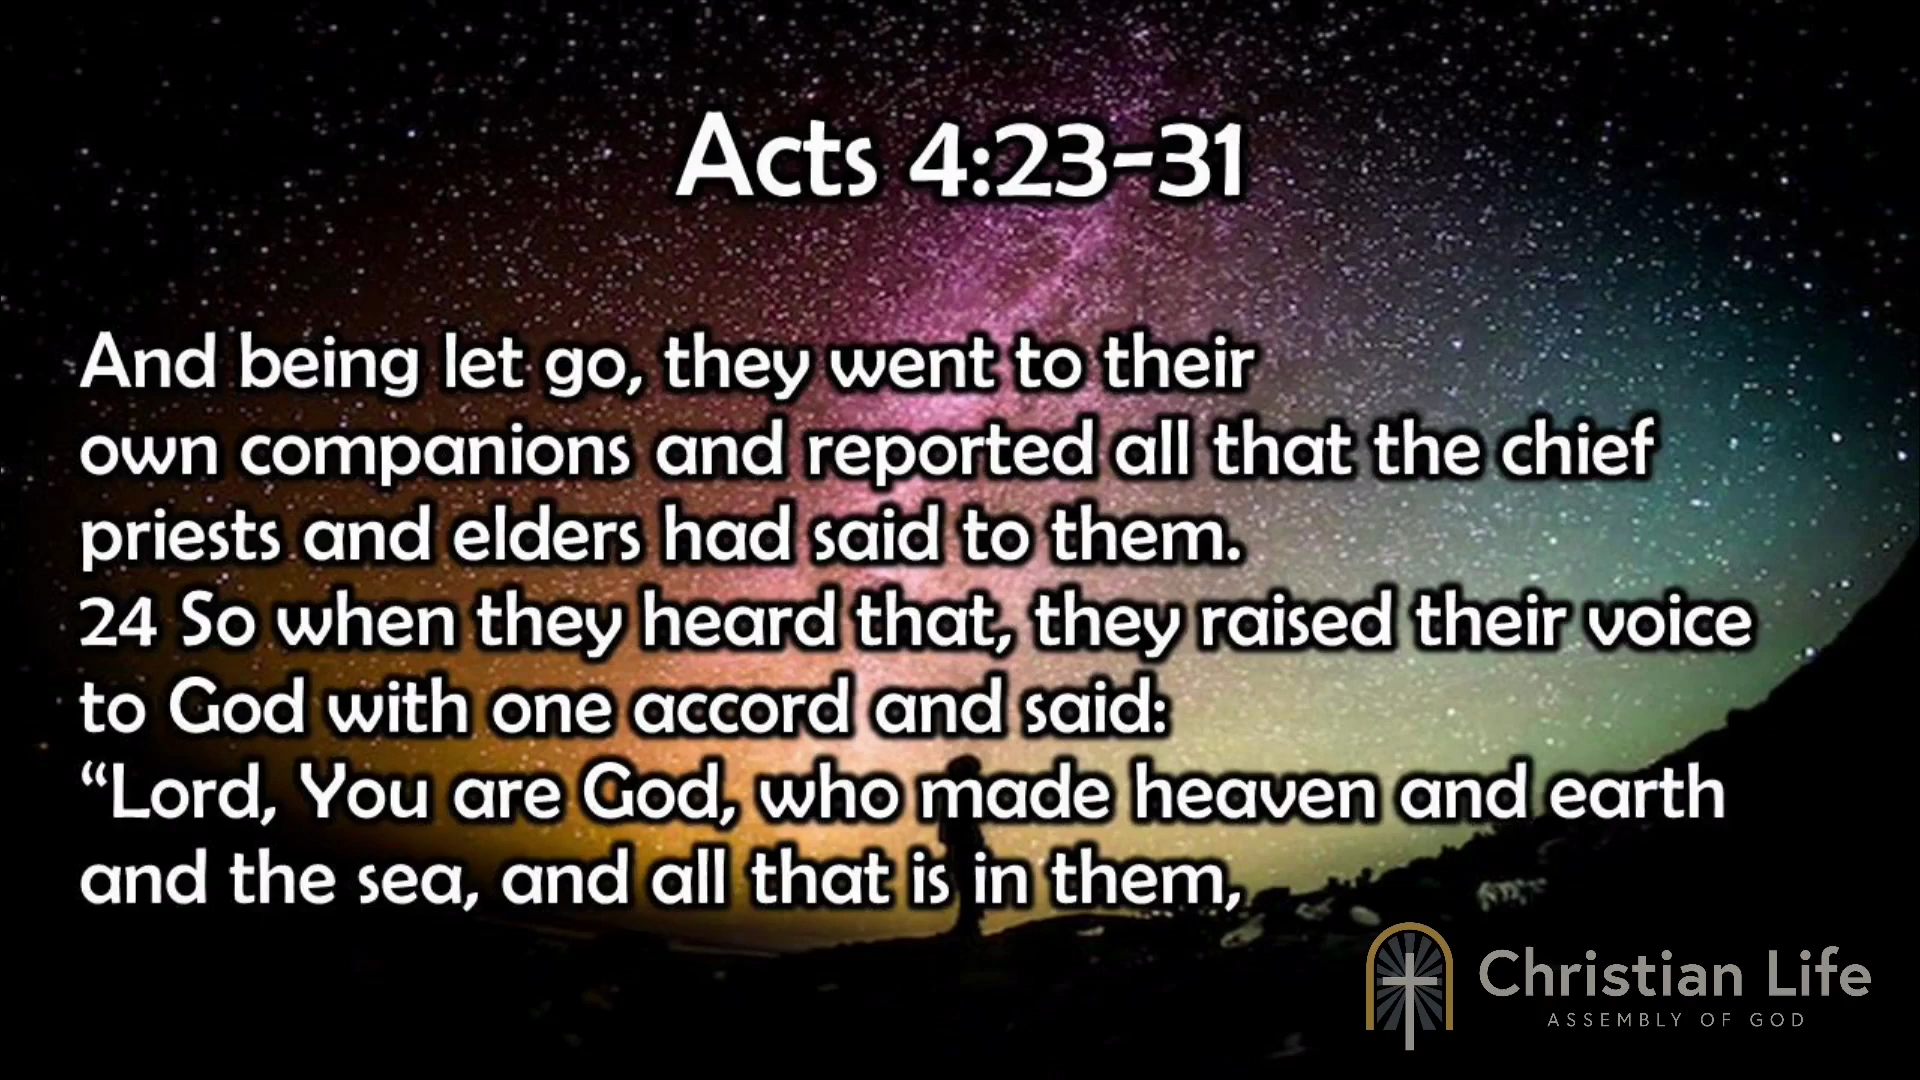 Acts 4:23-31
And being let go, they went to their
own companions and reported all that the chief
priests and elders had said to them.
24 So when they heard that, they raised their voice
to God with one accord and said:
“Lord, You are God, who made heaven and earth
and the sea, and all that is in them,
Christian Life
ASSEMBLY OF GOD